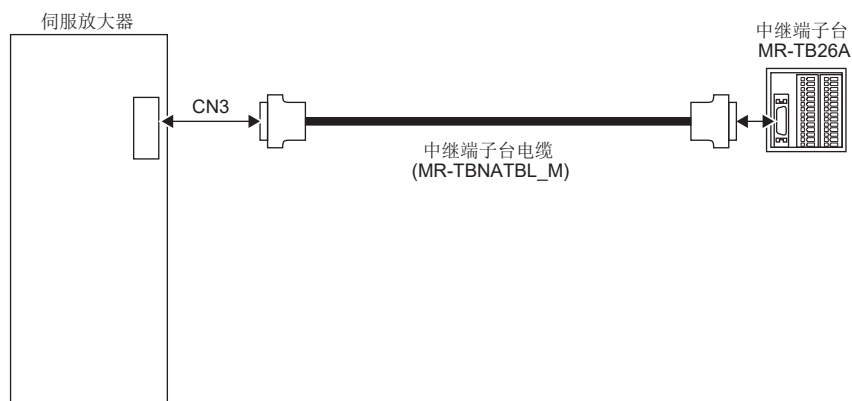 伺服放大器
中继端子台
MR-TB26A
CN3
中继端子台电缆
(MR-TBNATBL_M)